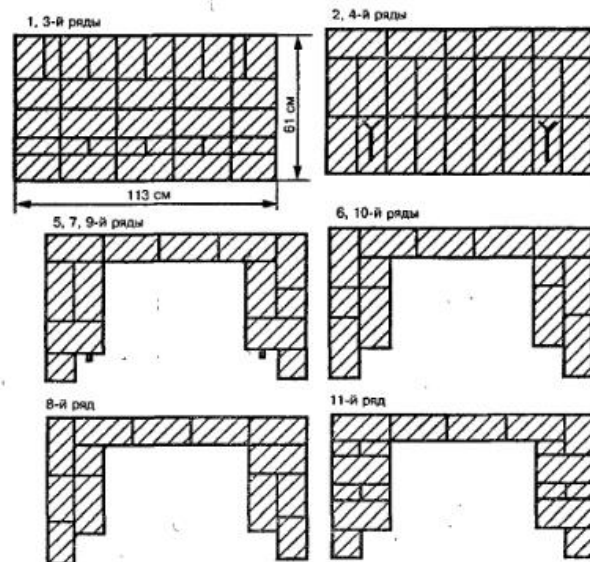 1, 3-й ряды
2, 4-й ряды
61 см
113 см
5, 7, 9-й ряды
6, 10-й ряды
8-й ряд
11-й ряд